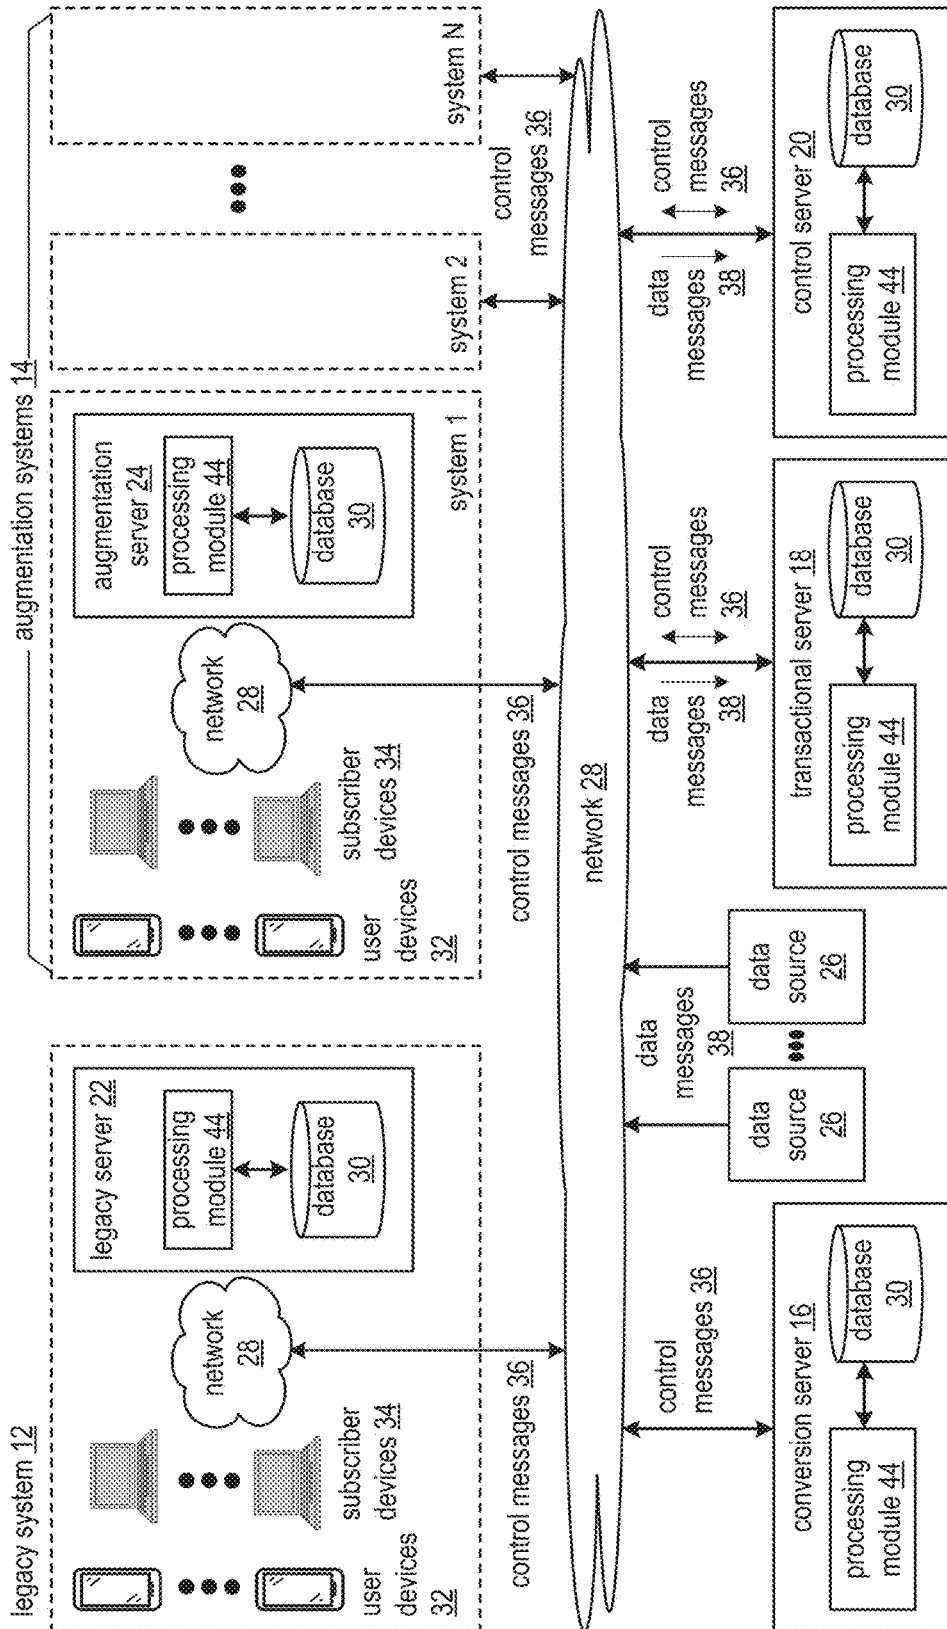 legacy system 12
user
devices
32
subscriber
devices 34
network
28
legacy server 22
processing
module 44
database
30
control messages 36
augmentation systems 14
user
devices
32
subscriber
devices 34
network
28
augmentation
server 24
processing
module 44
database
30
system 1
control messages 36
system 2
system N
control
messages 36
network 28
control
messages 36
data
messages
38
data
messages
38
control
messages
36
data
messages
38
control
messages
36
conversion server 16
processing
module 44
database
30
data
source
26
data
source
26
transactional server 18
processing
module 44
database
30
control server 20
processing
module 44
database
30